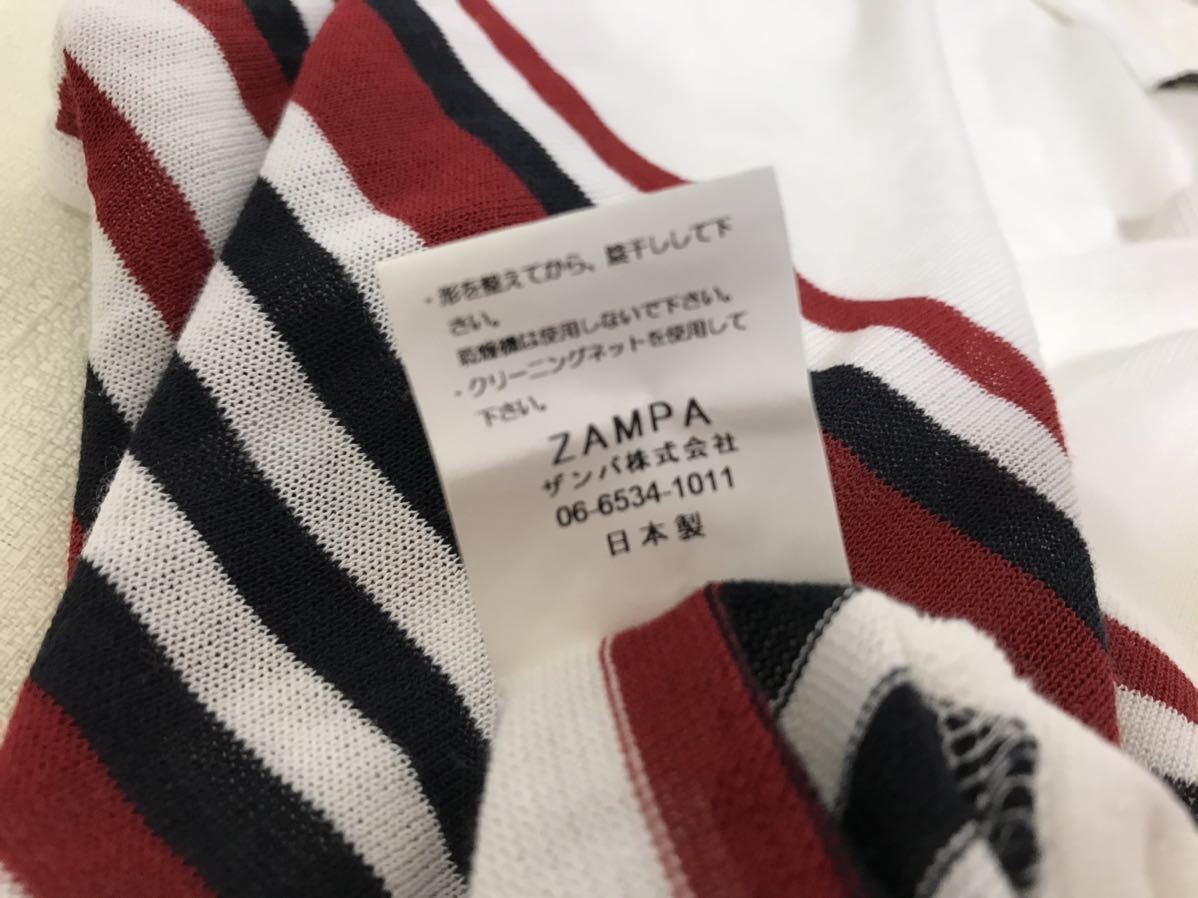 ・形を整えてから、陰干しして下
さい。
乾燥機は使用しないで下さい。
・クリーニングネットを使用して
下さい。
ZAMPA
ザンパ株式会社
06-6534-1011
日本製